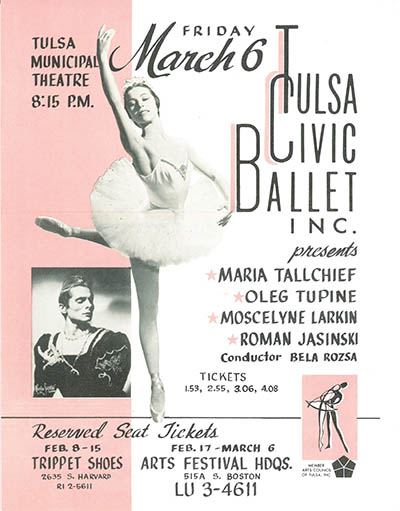 TULSA
MUNICIPAL
THEATRE
8:15 P.M.
FRIDAY
March 6
TULSA
CIVIC
BALLET
INC.
presents
MARIA TALLCHIEF
OLEG TUPINE
MOSCELYNE LARKIN
ROMAN JASINSKI
Conductor BELA ROZSA
TICKETS
1.53, 2.55, 3.06, 4.08
Reserved Seat Tickets
FEB. 8-15
TRIPPET SHOES
2635 S. HARVARD
RI 2-5611
FEB. 17-MARCH 6
ARTS FESTIVAL HDQS.
515A S. BOSTON
LU 3-4611
MEMBER
ARTS COUNCIL
OF TULSA, INC.